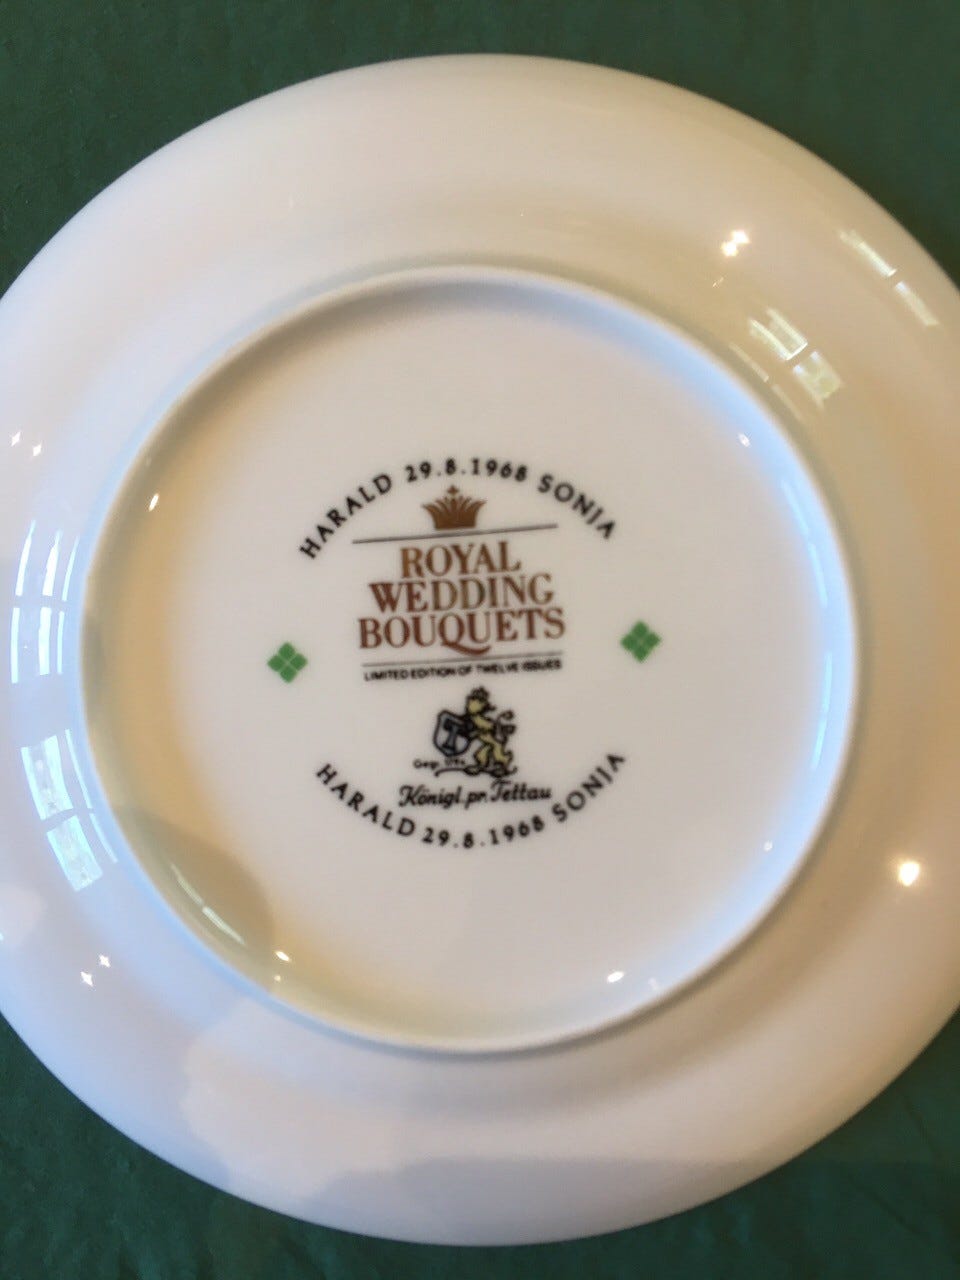 HARALD 29.8.1968 SONJA
ROYAL
WEDDING
BOUQUETS
LIMITED EDITION OF TWELVE ISSUES
T
Königl. pr. Tettau
HARALD 29.8.1968 SONJA